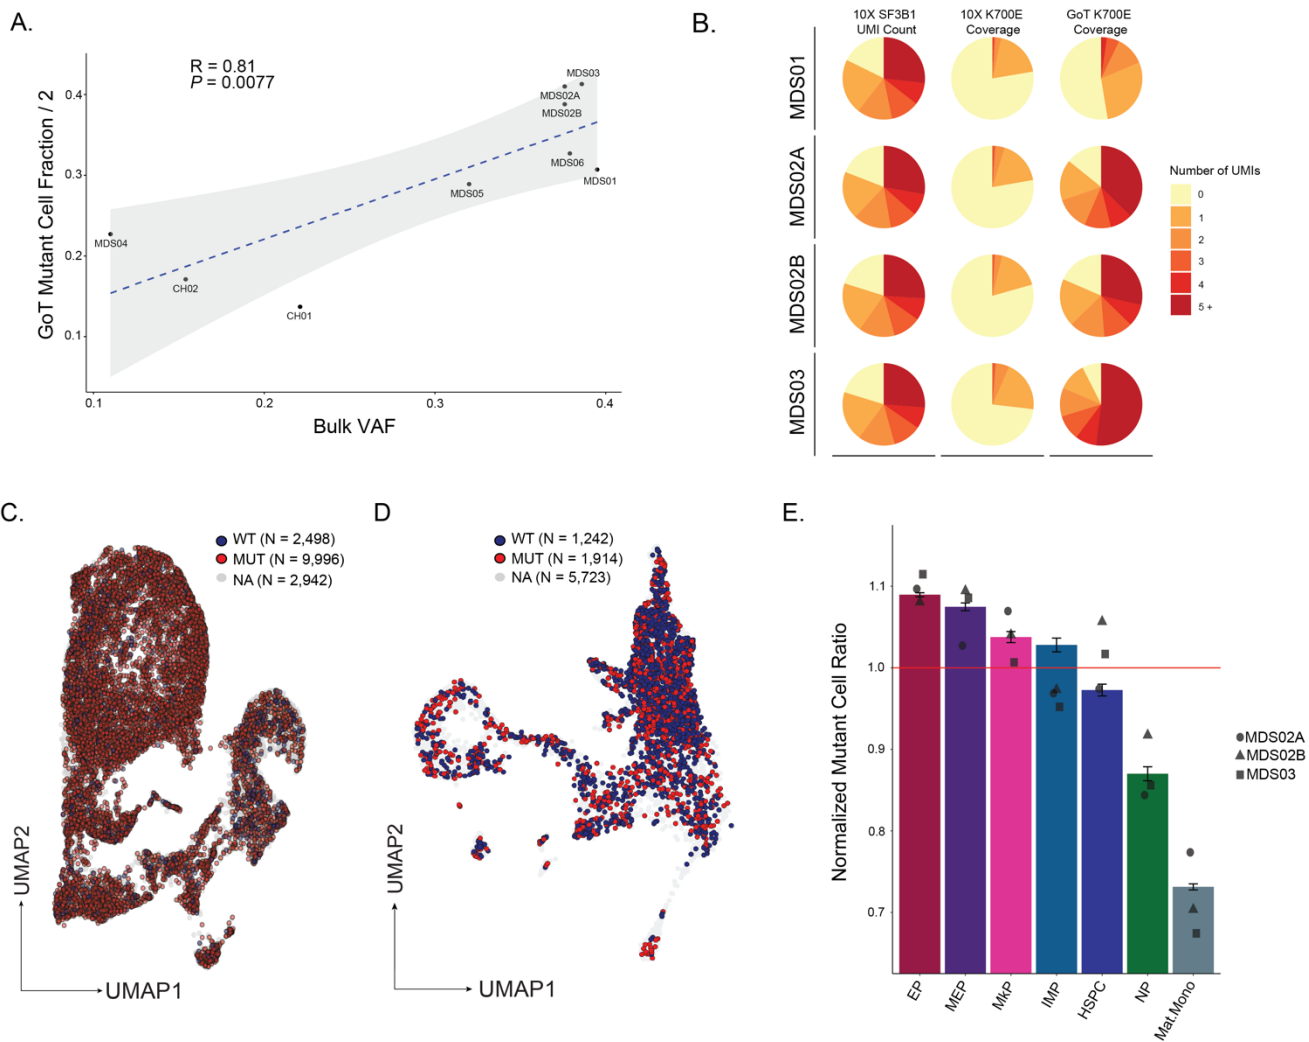 A.
R = 0.81
P = 0.0077
GoT Mutant Cell Fraction / 2
0.4
0.3
0.2
0.1
MDS03
MDS02A
MDS02B
MDS06
MDS01
MDS05
MDS04
CH02
CH01
0.1
0.2
0.3
0.4
Bulk VAF
B.
10X SF3B1
UMI Count
10X K700E
Coverage
GoT K700E
Coverage
MDS01
MDS02A
MDS02B
MDS03
Number of UMIs
0
1
2
3
4
5 +
C.
WT (N = 2,498)
MUT (N = 9,996)
NA (N = 2,942)
UMAP2
UMAP1
D
WT (N = 1,242)
MUT (N = 1,914)
NA (N = 5,723)
UMAP2
UMAP1
E.
Normalized Mutant Cell Ratio
1.1
1.0
0.9
0.8
0.7
EP
MEP
MkP
IMP
HSPC
NP
Mat.Mono
MDS02A
MDS02B
MDS03